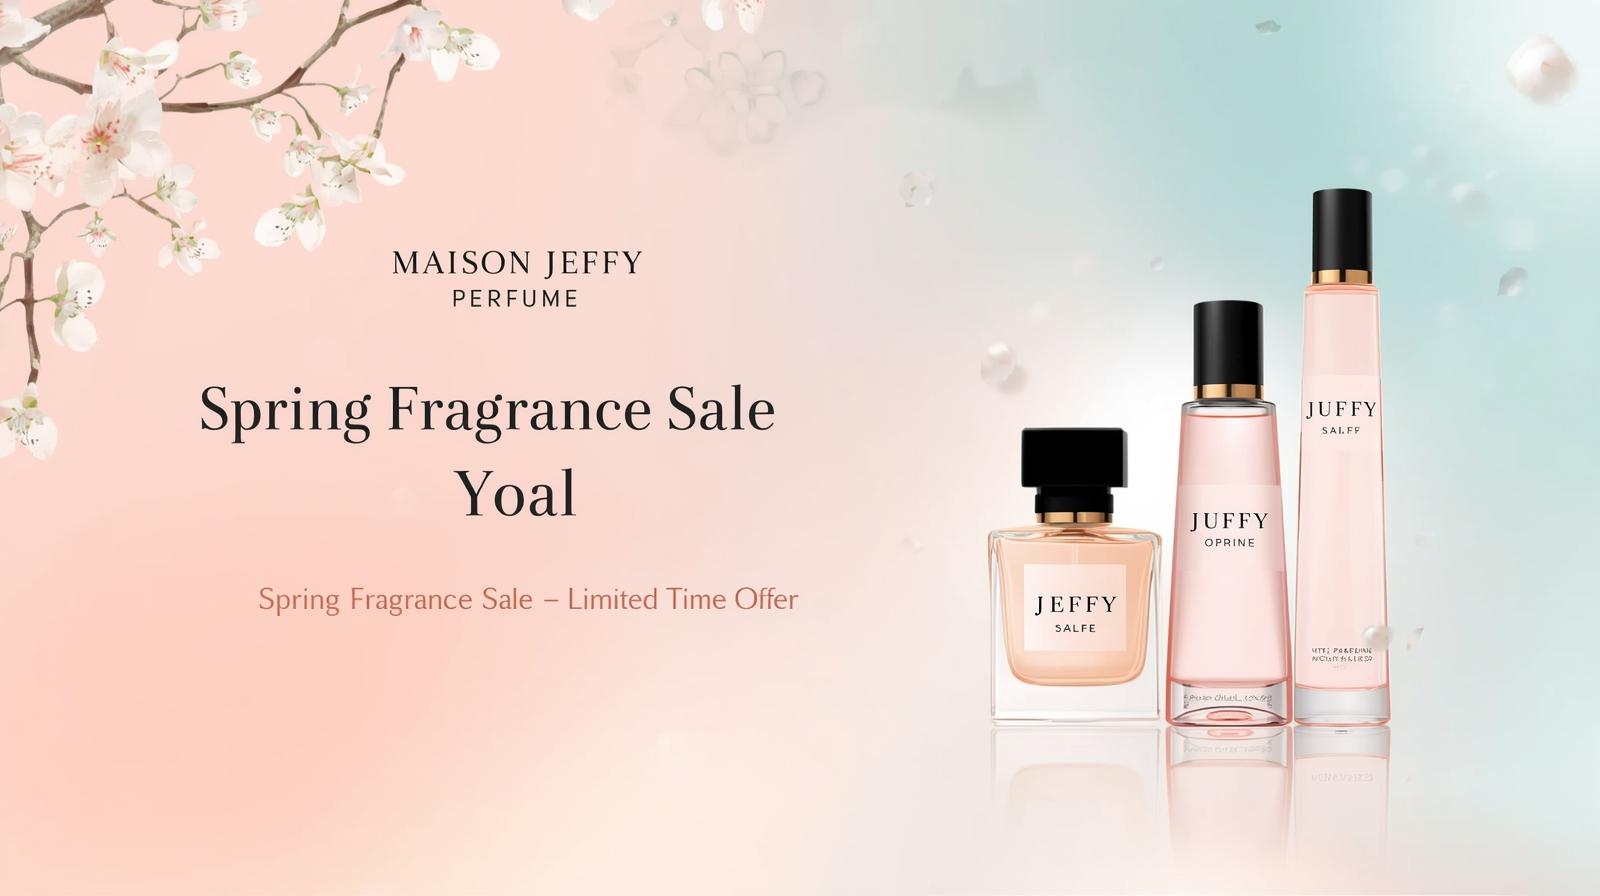 MAISON JEFFY
PERFUME
Spring Fragrance Sale
Yoal
Spring Fragrance Sale – Limited Time Offer
JEFFY
SALFE
JUFFY
OPRINE
JUFFY
SALFF